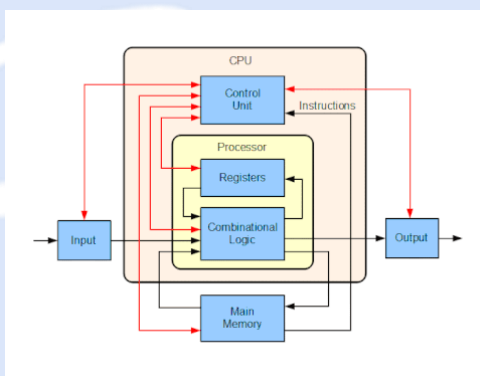 CPU
Control
Unit
Instructions
Processor
Registers
Combinational
Logic
Input
Output
Main
Memory